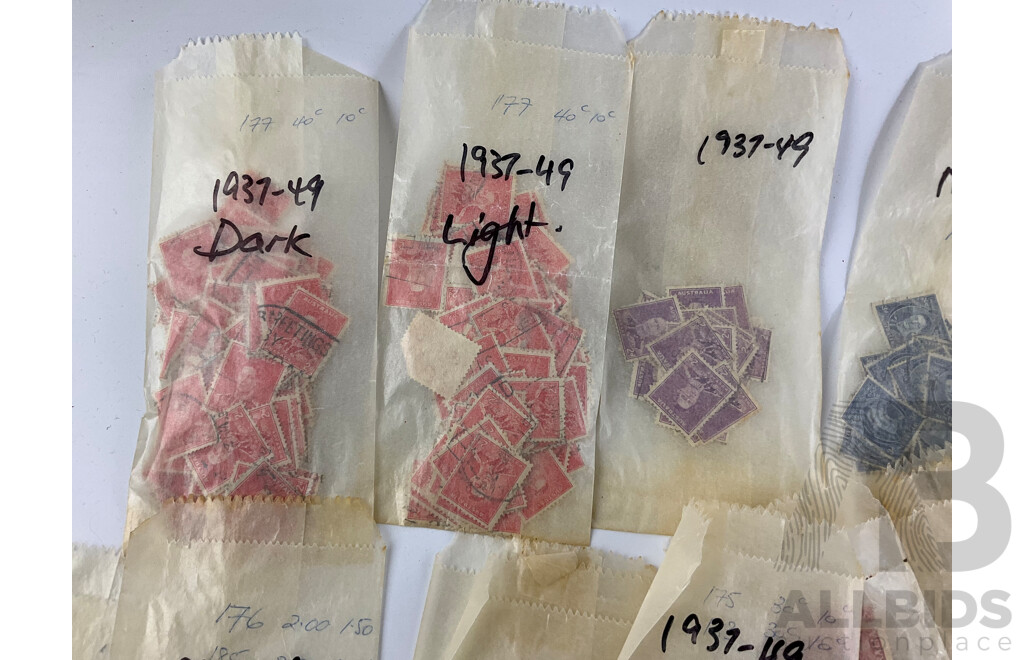 177 40c 10c
1937-49
Dark
177 40c 10c
1937-49
Light.
1937-49
AUSTRALIA
MEETINGS
176 2.00 1.50
175
1937-49
ALLBIDS